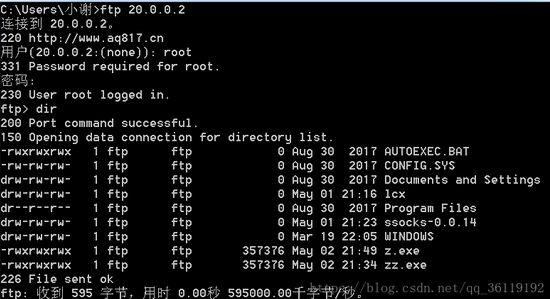 C:\Users\小谢>ftp 20.0.0.2
连接到 20.0.0.2。
220 http://www.aq817.cn
用户(20.0.0.2:(none)): root
331 Password required for root.
密码:
230 User root logged in.
ftp> dir
200 Port command successful.
150 Opening data connection for directory list.
-rwxrwxrwx   1 ftp      ftp            0 Aug 30  2017 AUTOEXEC.BAT
-rw-rw-rw-   1 ftp      ftp            0 Aug 30  2017 CONFIG.SYS
drw-rw-rw-   1 ftp      ftp            0 Aug 30  2017 Documents and Settings
drw-rw-rw-   1 ftp      ftp            0 May 01 21:16 lcx
dr--r--r--   1 ftp      ftp            0 Aug 30  2017 Program Files
drw-rw-rw-   1 ftp      ftp            0 May 01 21:23 ssocks-0.0.14
drw-rw-rw-   1 ftp      ftp            0 Mar 19 22:05 WINDOWS
-rwxrwxrwx   1 ftp      ftp       357376 May 02 21:49 z.exe
-rwxrwxrwx   1 ftp      ftp       357376 May 02 21:34 zz.exe
226 File sent ok
ftp: 收到 595 字节，用时 0.00秒 595000.00千字节/秒。
https://blog.csdn.net/qq_36119192